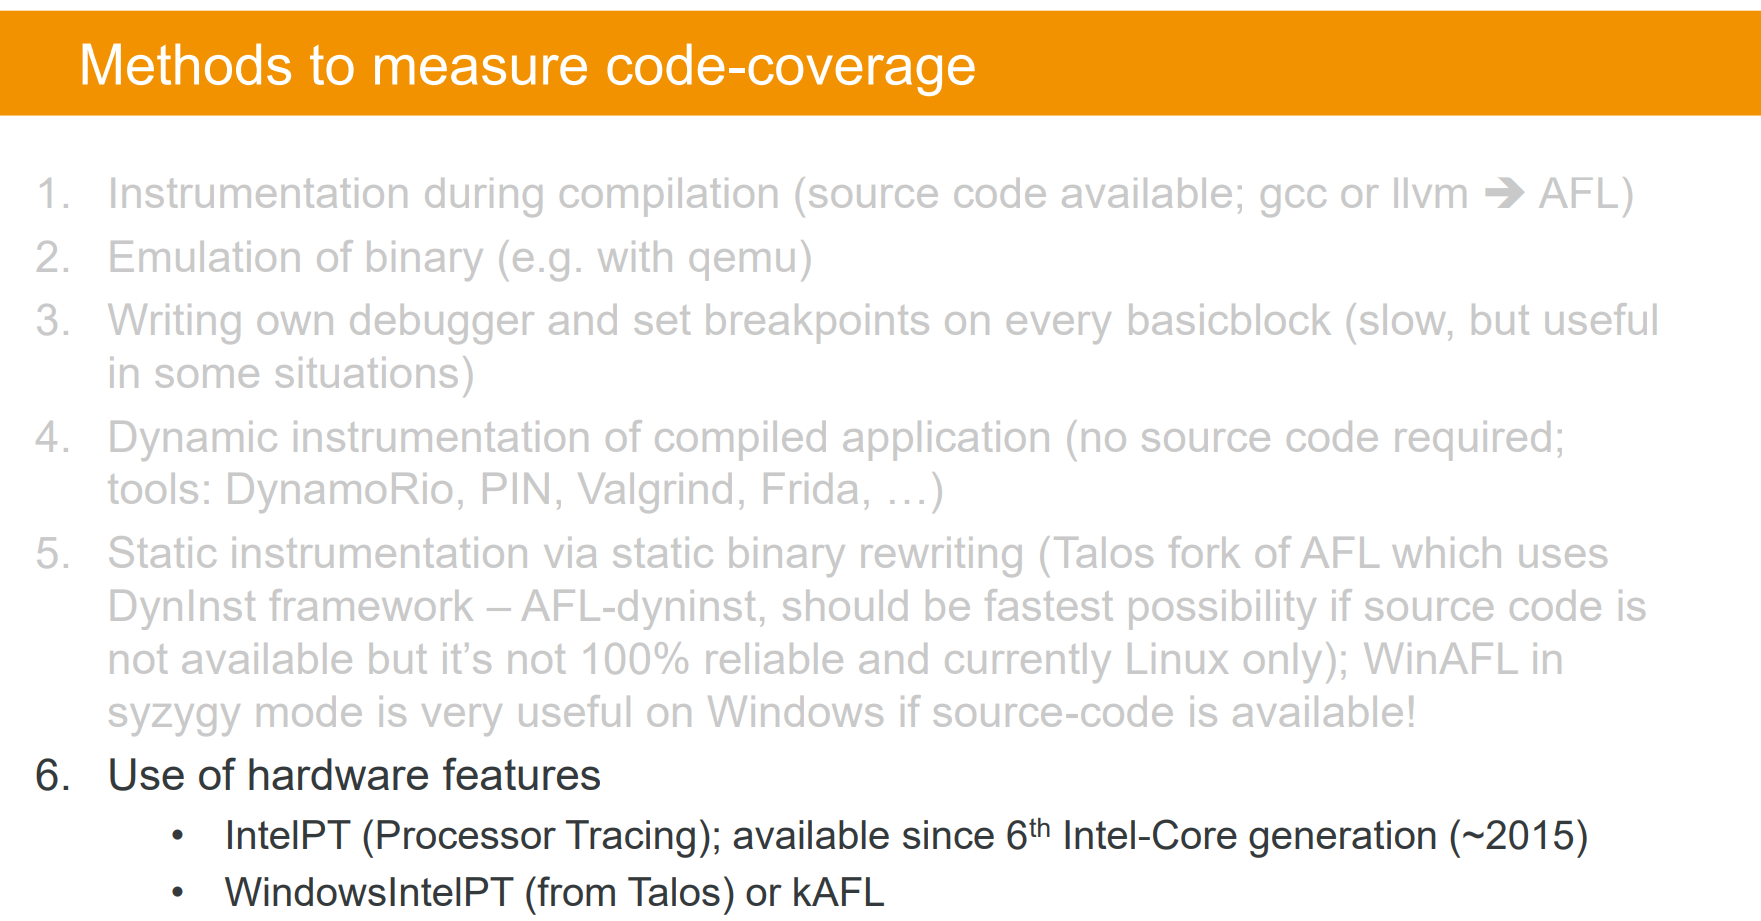 Methods to measure code-coverage
1. Instrumentation during compilation (source code available; gcc or llvm ➔ AFL)
2. Emulation of binary (e.g. with qemu)
3. Writing own debugger and set breakpoints on every basicblock (slow, but useful
in some situations)
4. Dynamic instrumentation of compiled application (no source code required;
tools: DynamoRio, PIN, Valgrind, Frida, …)
5. Static instrumentation via static binary rewriting (Talos fork of AFL which uses
DynInst framework – AFL-dyninst, should be fastest possibility if source code is
not available but it’s not 100% reliable and currently Linux only); WinAFL in
syzygy mode is very useful on Windows if source-code is available!
6. Use of hardware features
• IntelPT (Processor Tracing); available since 6th Intel-Core generation (~2015)
• WindowsIntelPT (from Talos) or kAFL